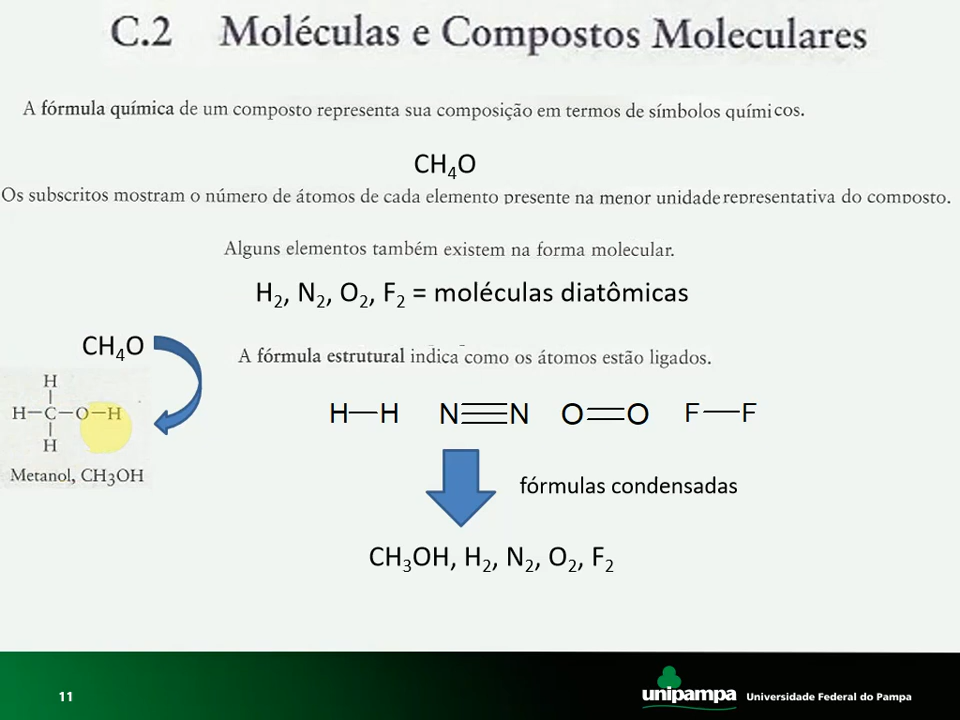 C.2 Moléculas e Compostos Moleculares
A fórmula química de um composto representa sua composição em termos de símbolos químicos.
CH₄O
Os subscritos mostram o número de átomos de cada elemento presente na menor unidade representativa do composto.
Alguns elementos também existem na forma molecular.
H₂, N₂, O₂, F₂ = moléculas diatômicas
CH₄O
A fórmula estrutural indica como os átomos estão ligados.
H
H—C—O—H
H
Metanol, CH₃OH
H—H N≡N O=O F—F
fórmulas condensadas
CH₃OH, H₂, N₂, O₂, F₂
11
unipampa Universidade Federal do Pampa